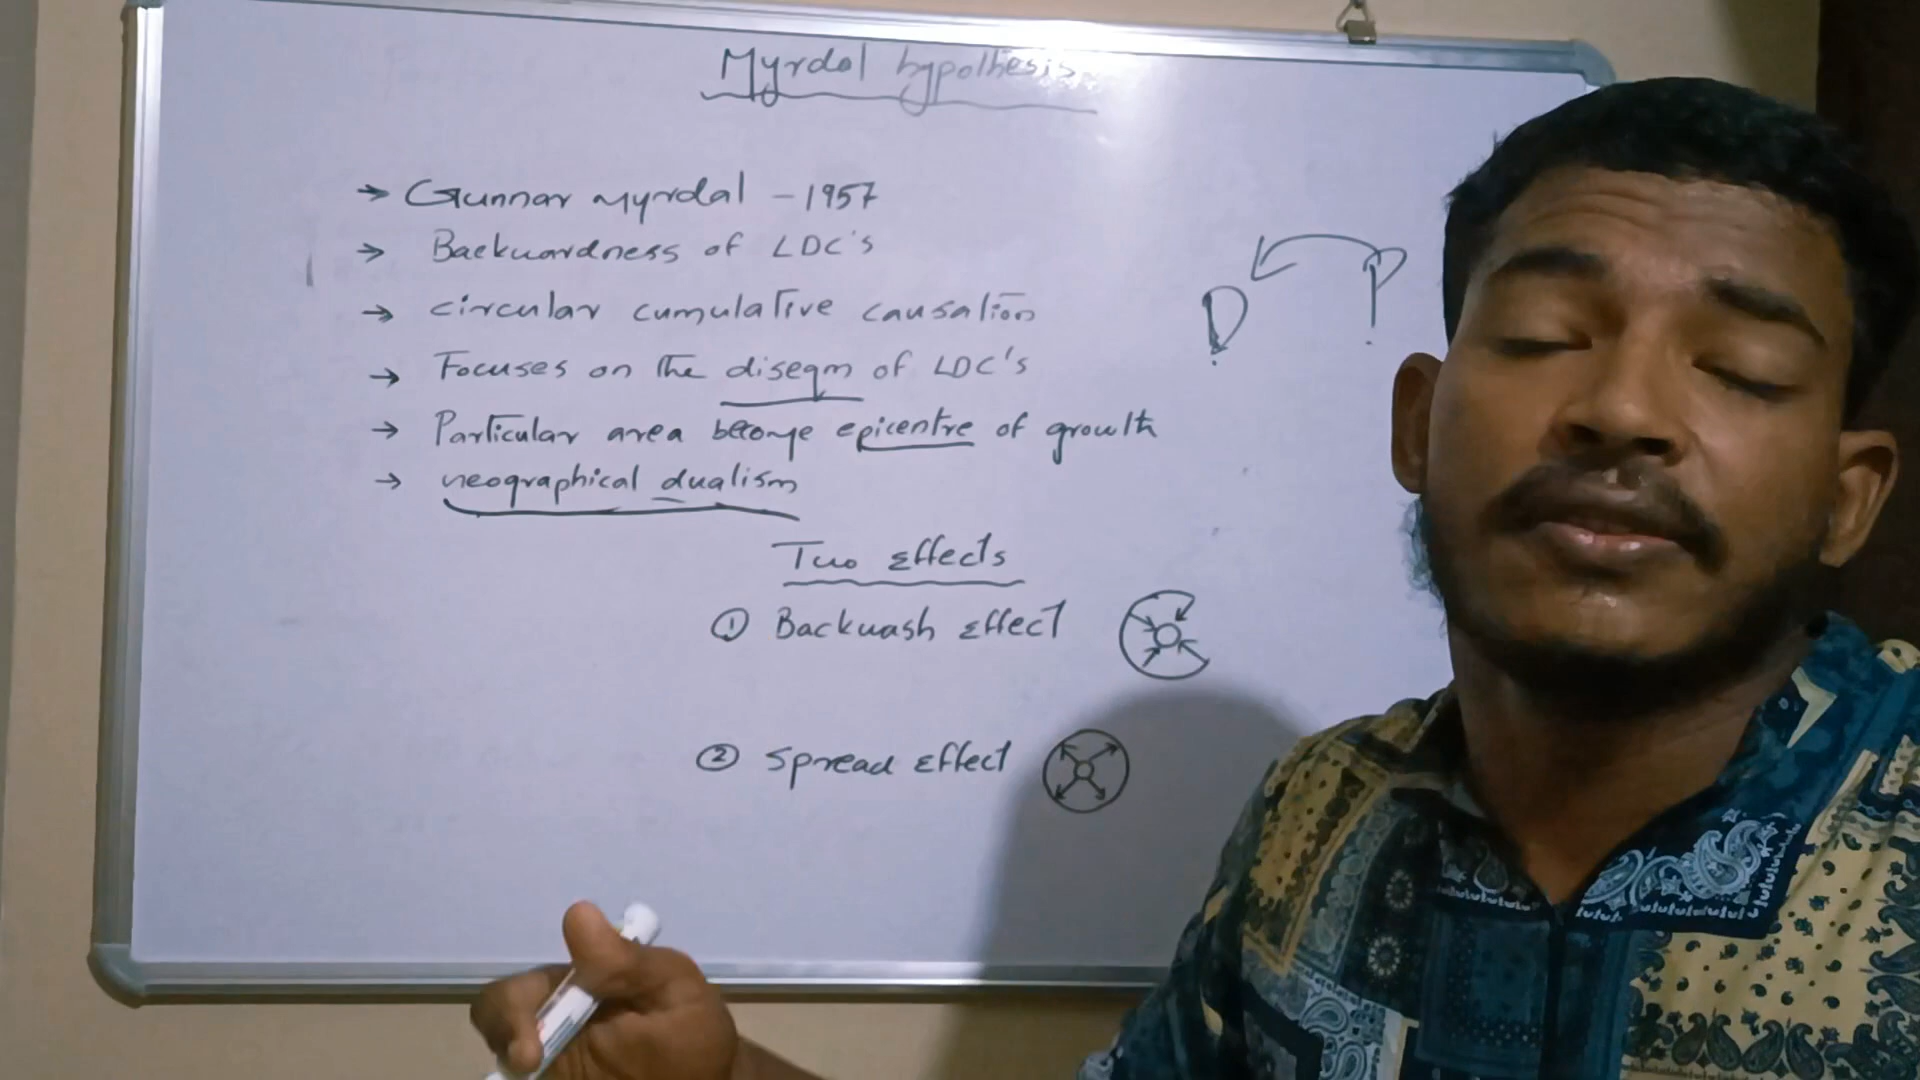 Myrdal hypothesis
→ Gunnar Myrdal - 1957
→ Backwardness of LDC's
→ circular cumulative causation
→ Focuses on the diseqm of LDC's
→ Particular area become epicentre of growth
→ neographical dualism
D P
Two Effects
① Backwash Effect
② Spread Effect